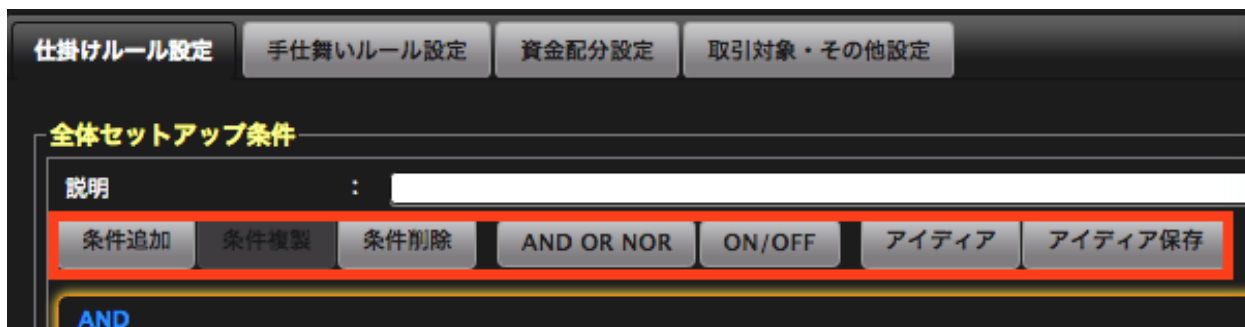 仕掛けルール設定 手仕舞いルール設定 資金配分設定 取引対象・その他設定
全体セットアップ条件
説明 :
条件追加 条件複製 条件削除 AND OR NOR ON/OFF アイディア アイディア保存
AND